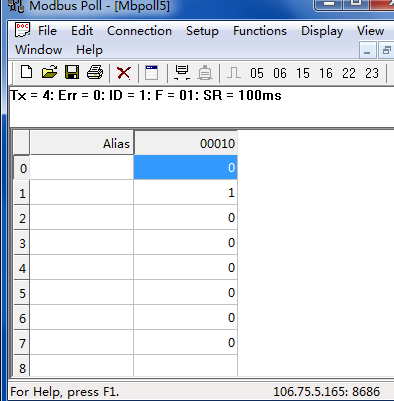 Modbus Poll - [Mbpoll5]
File Edit Connection Setup Functions Display View
Window Help
05 06 15 16 22 23
Tx = 4: Err = 0: ID = 1: F = 01: SR = 100ms
Alias 00010
0 0
1 1
2 0
3 0
4 0
5 0
6 0
7 0
8
For Help, press F1. 106.75.5.165: 8686